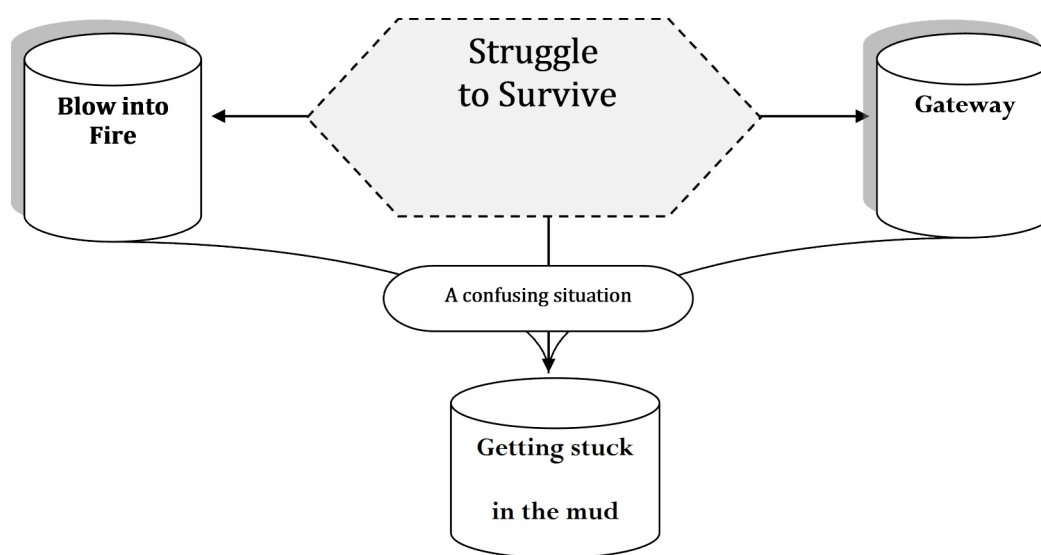 Struggle
to Survive
Blow into
Fire
Gateway
A confusing situation
Getting stuck
in the mud